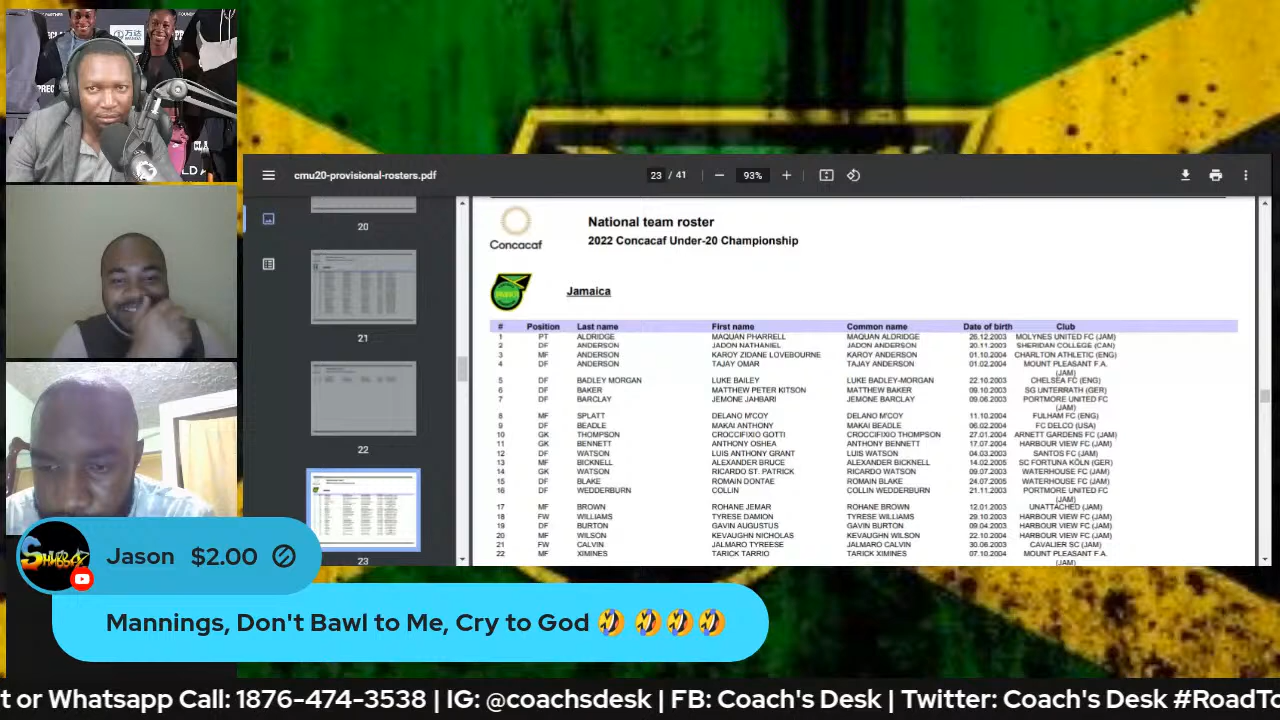 cmu20-provisional-rosters.pdf
23 / 41
93%
20
21
22
23
Concacaf
National team roster
2022 Concacaf Under-20 Championship
Jamaica
# Position Last name First name Common name Date of birth Club
1 PT ALDRIDGE MAQUAN PHARRELL MAQUAN ALDRIDGE 26.12.2003 MOLYNES UNITED FC (JAM)
2 DF ANDERSON JADON NATHANIEL JADON ANDERSON 20.11.2003 SHERIDAN COLLEGE (CAN)
3 MF ANDERSON KAROY ZIDANE LOVEBOURNE KAROY ANDERSON 01.10.2004 CHARLTON ATHLETIC (ENG)
4 DF ANDERSON TAJAY OMAR TAJAY ANDERSON 01.02.2004 MOUNT PLEASANT F.A.
(JAM)
5 DF BADLEY MORGAN LUKE BAILEY LUKE BADLEY-MORGAN 22.10.2003 CHELSEA FC (ENG)
6 DF BAKER MATTHEW PETER KITSON MATTHEW BAKER 09.10.2003 SG UNTERRATH (GER)
7 DF BARCLAY JEMONE JAHBARI JEMONE BARCLAY 09.06.2003 PORTMORE UNITED FC
(JAM)
8 MF SPLATT DELANO M'COY DELANO M'COY 11.10.2004 FULHAM FC (ENG)
9 DF BEADLE MAKAI ANTHONY MAKAI BEADLE 06.02.2004 FC DELCO (USA)
10 GK THOMPSON CROCCIFIXIO GOTTI CROCCIFIXIO THOMPSON 27.01.2004 ARNETT GARDENS FC (JAM)
11 GK BENNETT ANTHONY OSHEA ANTHONY BENNETT 17.07.2004 HARBOUR VIEW FC (JAM)
12 DF WATSON LUIS ANTHONY GRANT LUIS WATSON 04.03.2003 SANTOS FC (JAM)
13 MF BICKNELL ALEXANDER BRUCE ALEXANDER BICKNELL 14.02.2005 SC FORTUNA KÖLN (GER)
14 GK WATSON RICARDO ST. PATRICK RICARDO WATSON 09.07.2003 WATERHOUSE FC (JAM)
15 DF BLAKE ROMAIN DONTAE ROMAIN BLAKE 24.07.2005 WATERHOUSE FC (JAM)
16 DF WEDDERBURN COLLIN COLLIN WEDDERBURN 21.11.2003 PORTMORE UNITED FC
(JAM)
17 MF BROWN ROHANE JEMAR ROHANE BROWN 12.01.2003 UNATTACHED (JAM)
18 FW WILLIAMS TYRESE DAMION TYRESE WILLIAMS 29.10.2003 HARBOUR VIEW FC (JAM)
19 DF BURTON GAVIN AUGUSTUS GAVIN BURTON 09.04.2003 HARBOUR VIEW FC (JAM)
20 MF WILSON KEVAUGHN NICHOLAS KEVAUGHN WILSON 22.10.2004 HARBOUR VIEW FC (JAM)
21 FW CALVIN JALMARO TYREESE JALMARO CALVIN 30.06.2003 CAVALIER SC (JAM)
22 MF XIMINES TARICK TARRIO TARICK XIMINES 07.10.2004 MOUNT PLEASANT F.A.
(JAM)
Jason $2.00
Mannings, Don't Bawl to Me, Cry to God 🤣 🤣🤣🤣
t or Whatsapp Call: 1876-474-3538 | IG: @coachsdesk | FB: Coach's Desk | Twitter: Coach's Desk #RoadTo